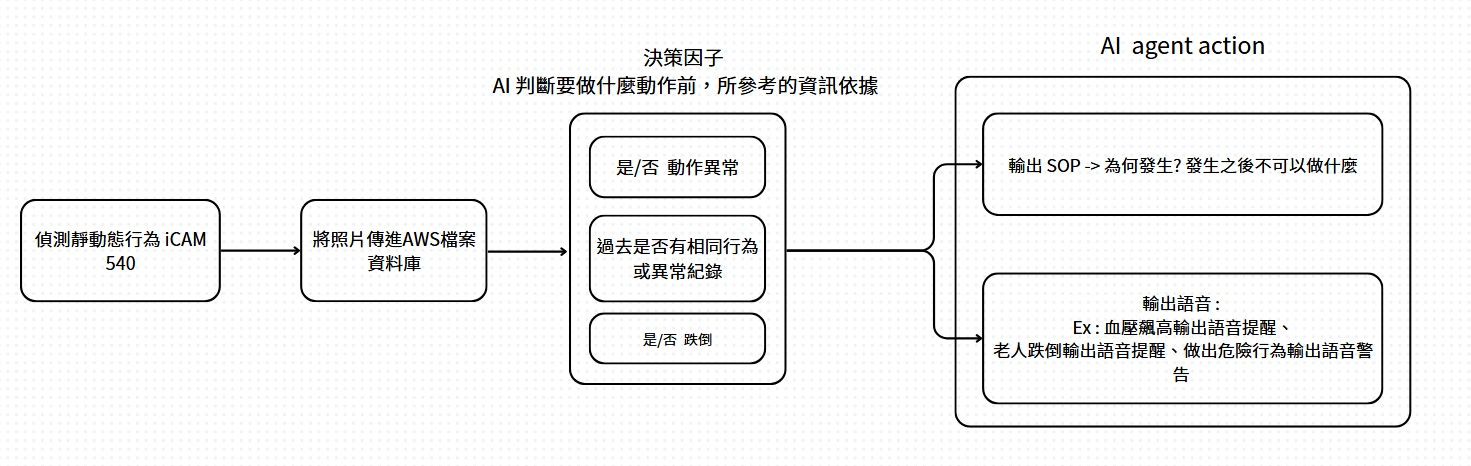 偵測靜動態行為 iCAM
540
將照片傳進AWS檔案
資料庫
決策因子
AI 判斷要做什麼動作前，所參考的資訊依據
是/否 動作異常
過去是否有相同行為
或異常紀錄
是/否 跌倒
AI agent action
輸出 SOP -> 為何發生? 發生之後不可以做什麼
輸出語音 :
Ex : 血壓飆高輸出語音提醒、
老人跌倒輸出語音提醒、做出危險行為輸出語音警
告